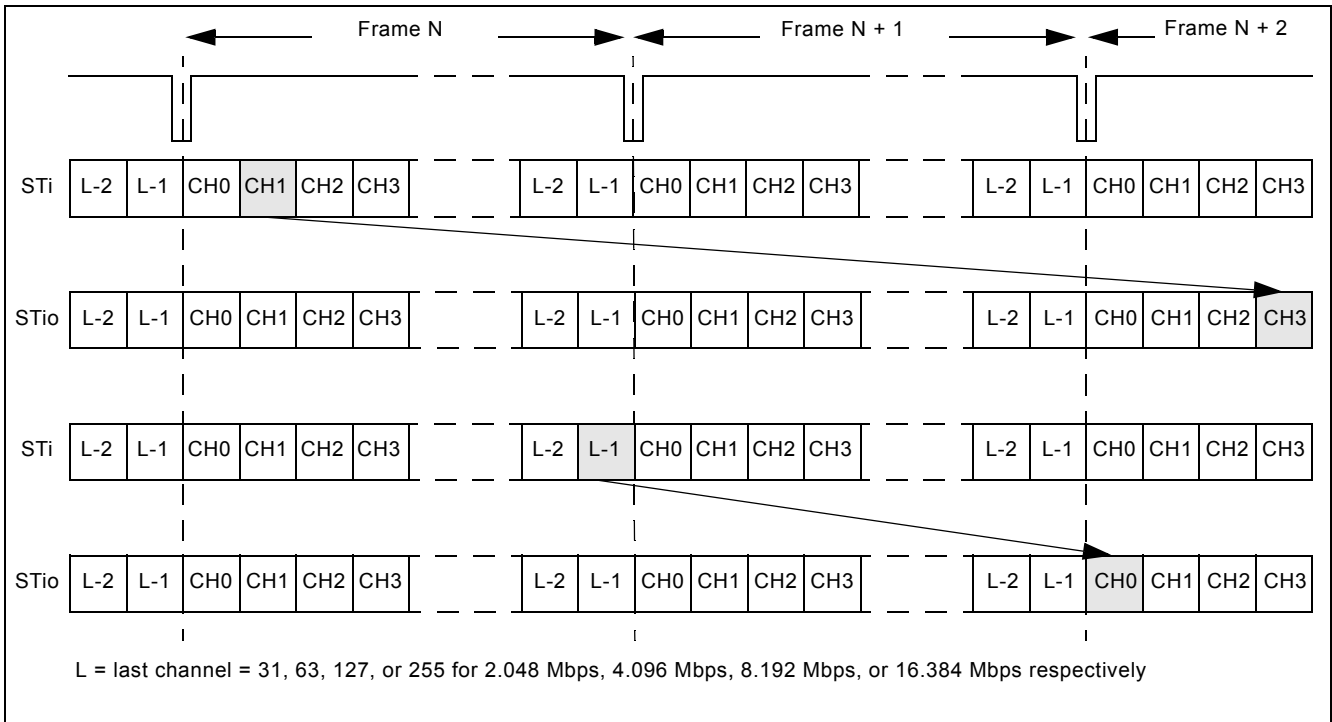 Frame N Frame N + 1 Frame N + 2
STi L-2 L-1 CH0 CH1 CH2 CH3 L-2 L-1 CH0 CH1 CH2 CH3 L-2 L-1 CH0 CH1 CH2 CH3
STio L-2 L-1 CH0 CH1 CH2 CH3 L-2 L-1 CH0 CH1 CH2 CH3 L-2 L-1 CH0 CH1 CH2 CH3
STi L-2 L-1 CH0 CH1 CH2 CH3 L-2 L-1 CH0 CH1 CH2 CH3 L-2 L-1 CH0 CH1 CH2 CH3
STio L-2 L-1 CH0 CH1 CH2 CH3 L-2 L-1 CH0 CH1 CH2 CH3 L-2 L-1 CH0 CH1 CH2 CH3
L = last channel = 31, 63, 127, or 255 for 2.048 Mbps, 4.096 Mbps, 8.192 Mbps, or 16.384 Mbps respectively